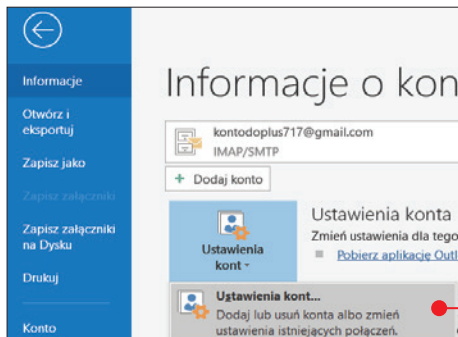 Informacje
Otwórz i
eksportuj
Zapisz jako
Zapisz załączniki
Zapisz załączniki
na Dysku
Drukuj
Konto
Informacje o kon
kontodoplus717@gmail.com
IMAP/SMTP
+ Dodaj konto
Ustawienia
kont
Ustawienia konta
Zmień ustawienia dla tego
Pobierz aplikację Outl
Ustawienia kont...
Dodaj lub usuń konta albo zmień
ustawienia istniejących połączeń.